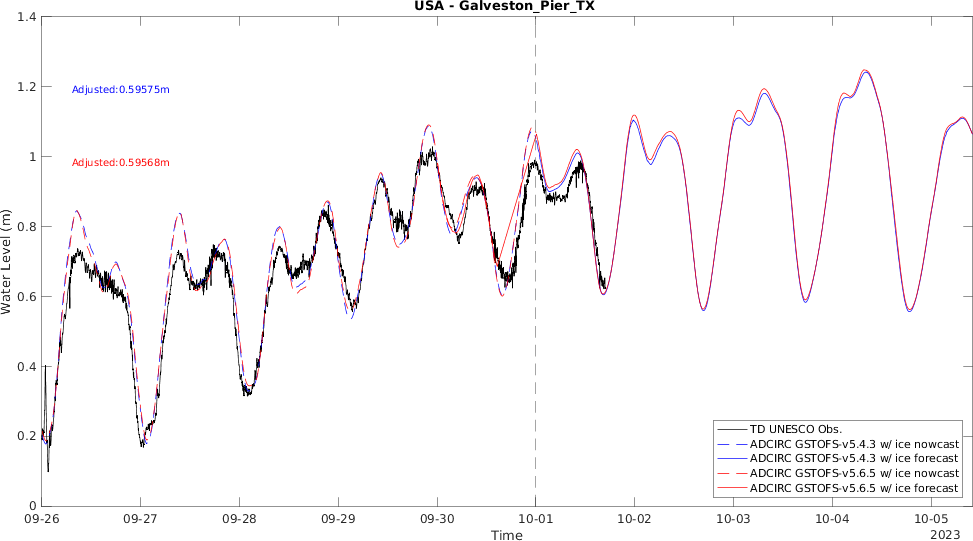 USA - Galveston_Pier_TX
1.4
1.2
1
0.8
0.6
0.4
0.2
0
Water Level (m)
Adjusted:0.59575m
Adjusted:0.59568m
TD UNESCO Obs.
ADCIRC GSTOFS-v5.4.3 w/ ice nowcast
ADCIRC GSTOFS-v5.4.3 w/ ice forecast
ADCIRC GSTOFS-v5.6.5 w/ ice nowcast
ADCIRC GSTOFS-v5.6.5 w/ ice forecast
09-26 09-27 09-28 09-29 09-30 10-01 10-02 10-03 10-04 10-05
Time
2023